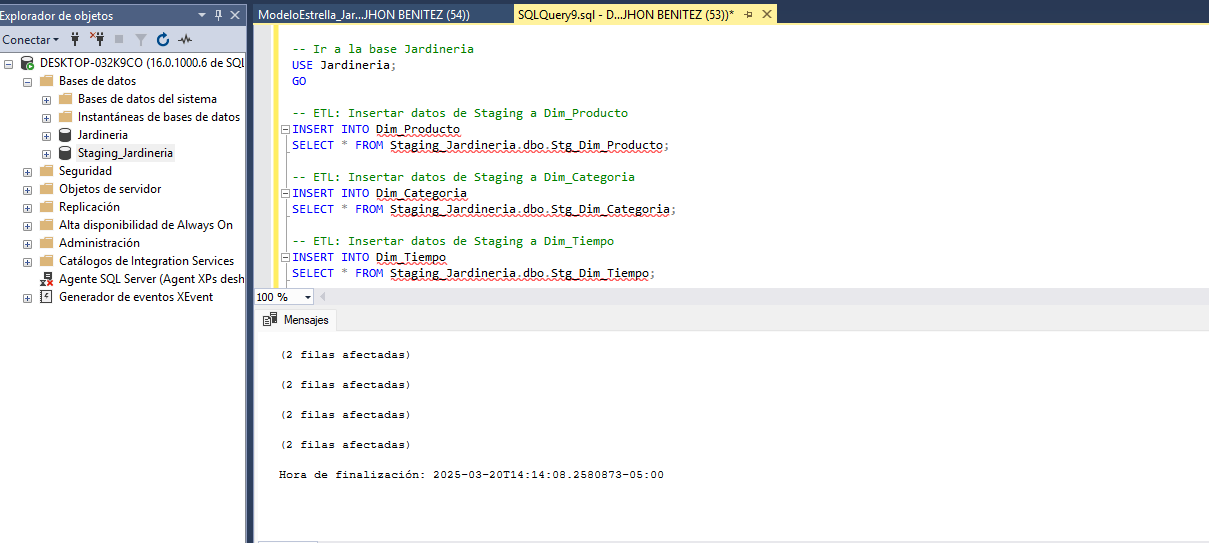 Explorador de objetos
ModeloEstrella_Jar...JHON BENITEZ (54))
SQLQuery9.sql - D...JHON BENITEZ (53))*
Conectar
DESKTOP-032K9CO (16.0.1000.6 de SQL
Bases de datos
Bases de datos del sistema
Instantáneas de bases de datos
Jardineria
Staging_Jardineria
Seguridad
Objetos de servidor
Replicación
Alta disponibilidad de Always On
Administración
Catálogos de Integration Services
Agente SQL Server (Agent XPs desh
Generador de eventos XEvent
-- Ir a la base Jardineria
USE Jardineria;
GO
-- ETL: Insertar datos de Staging a Dim_Producto
INSERT INTO Dim_Producto
SELECT * FROM Staging_Jardineria.dbo.Stg_Dim_Producto;
-- ETL: Insertar datos de Staging a Dim_Categoria
INSERT INTO Dim_Categoria
SELECT * FROM Staging_Jardineria.dbo.Stg_Dim_Categoria;
-- ETL: Insertar datos de Staging a Dim_Tiempo
INSERT INTO Dim_Tiempo
SELECT * FROM Staging_Jardineria.dbo.Stg_Dim_Tiempo;
100 %
Mensajes
(2 filas afectadas)
(2 filas afectadas)
(2 filas afectadas)
(2 filas afectadas)
Hora de finalización: 2025-03-20T14:14:08.2580873-05:00